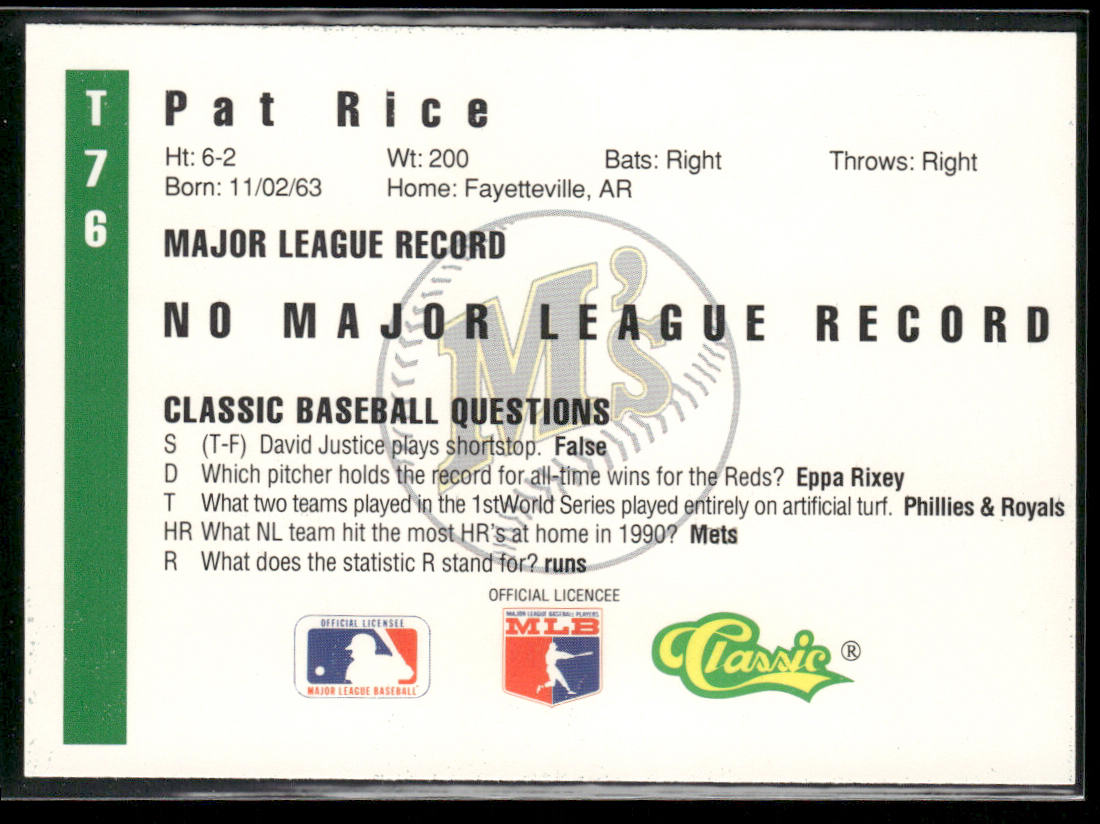 T
7
6
Pat Rice
Ht: 6-2 Wt: 200 Bats: Right Throws: Right
Born: 11/02/63 Home: Fayetteville, AR
MAJOR LEAGUE RECORD
M's
NO MAJOR LEAGUE RECORD
CLASSIC BASEBALL QUESTIONS
S (T-F) David Justice plays shortstop. False
D Which pitcher holds the record for all-time wins for the Reds? Eppa Rixey
T What two teams played in the 1stWorld Series played entirely on artificial turf. Phillies & Royals
HR What NL team hit the most HR's at home in 1990? Mets
R What does the statistic R stand for? runs
OFFICIAL LICENCEE
OFFICIAL LICENSEE
MAJOR LEAGUE BASEBALL
MAJOR LEAGUE BASEBALL PLAYERS
MLB
Classic ®